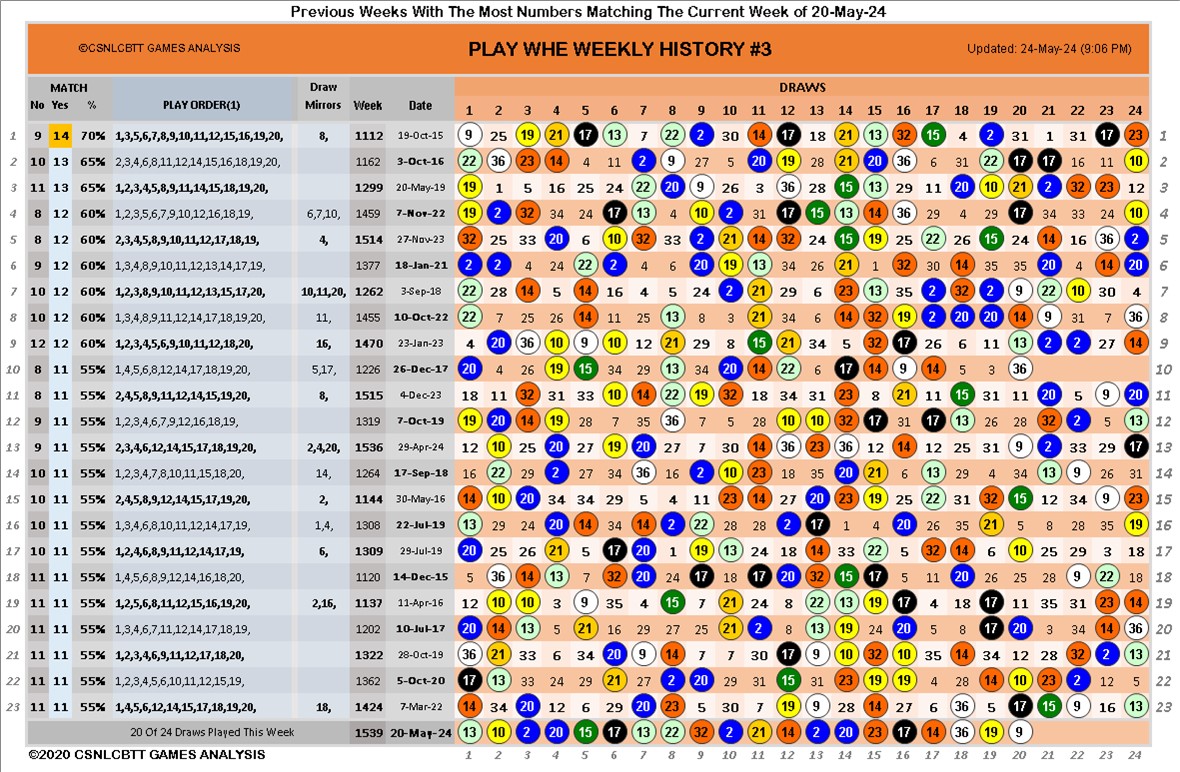 Previous Weeks With The Most Numbers Matching The Current Week of 20-May-24
©CSNLCBTT GAMES ANALYSIS PLAY WHE WEEKLY HISTORY #3 Updated: 24-May-24 (9:06 PM)
MATCH Draw DRAWS
No Yes % PLAY ORDER(1) Mirrors Week Date 1 2 3 4 5 6 7 8 9 10 11 12 13 14 15 16 17 18 19 20 21 22 23 24
1 9 14 70% 1,3,5,6,7,8,9,10,11,12,15,16,19,20, 8, 1112 19-Oct-15 9 25 19 21 17 13 7 22 2 30 14 17 18 21 13 32 15 4 2 31 1 31 17 23 1
2 10 13 65% 2,3,4,6,8,11,12,14,15,16,18,19,20, 1162 3-Oct-16 22 36 23 14 4 11 2 9 27 5 20 19 28 21 20 36 6 31 22 17 17 16 11 10 2
3 11 13 65% 1,2,3,4,5,8,9,11,14,15,18,19,20, 1299 20-May-19 19 1 5 16 25 24 22 20 9 26 3 36 28 15 13 29 11 20 10 21 2 32 23 12 3
4 8 12 60% 1,2,3,5,6,7,9,10,12,16,18,19, 6,7,10, 1459 7-Nov-22 19 2 32 34 24 17 13 4 10 2 31 17 15 13 14 36 29 4 29 17 34 33 24 10 4
5 8 12 60% 2,3,4,5,8,9,10,11,12,17,18,19, 4, 1514 27-Nov-23 32 25 33 20 6 10 32 33 2 21 14 32 24 15 19 25 22 26 15 24 14 16 36 2 5
6 9 12 60% 1,3,4,8,9,10,11,12,13,14,17,19, 1377 18-Jan-21 2 2 4 24 22 2 4 6 20 19 13 34 26 21 1 32 30 14 35 35 20 4 14 20 6
7 10 12 60% 1,2,3,8,9,10,11,12,13,15,17,20, 10,11,20, 1262 3-Sep-18 22 28 14 5 14 16 4 5 24 2 21 29 6 23 13 35 2 32 2 9 22 10 30 4 7
8 10 12 60% 1,3,4,8,9,11,12,14,17,18,19,20, 11, 1455 10-Oct-22 22 7 25 26 14 11 25 13 8 2 21 34 6 14 32 19 2 20 20 14 9 31 7 36 8
9 12 12 60% 1,2,3,4,5,6,9,10,11,12,18,20, 16, 1470 23-Jan-23 4 20 36 10 9 10 12 21 29 11 15 21 34 5 32 17 26 6 11 13 2 2 27 14 9
10 8 11 55% 1,4,5,6,8,12,14,17,18,19,20, 5,17, 1226 26-Dec-17 20 4 26 19 15 34 29 13 34 20 14 22 6 17 14 9 14 5 3 36 10
11 8 11 55% 2,4,5,8,9,11,12,14,15,19,20, 8, 1515 4-Dec-23 18 11 32 31 33 10 14 22 19 32 18 34 31 23 8 21 11 15 31 11 20 5 9 20 11
12 9 11 55% 1,2,3,4,6,7,9,12,16,18,19, 1319 7-Oct-19 19 20 14 19 28 7 35 36 7 5 28 10 10 32 17 31 17 13 28 26 32 2 5 13 12
13 9 11 55% 2,3,4,6,12,14,15,17,18,19,20, 2,4,20, 1536 29-Apr-24 12 10 25 20 27 19 20 27 7 30 14 36 23 36 12 14 12 25 31 9 2 33 29 17 13
14 10 11 55% 1,2,3,4,7,8,10,11,15,18,20, 14, 1264 17-Sep-18 16 22 29 2 27 34 36 16 2 10 23 18 35 20 21 6 13 29 4 34 13 9 26 31 14
15 10 11 55% 2,4,5,8,9,12,14,15,17,19,20, 2, 1144 30-May-16 14 10 20 34 34 29 5 4 11 23 14 27 20 23 19 25 22 31 32 15 12 34 9 23 15
16 10 11 55% 1,3,4,6,8,10,11,12,14,17,19, 1,4, 1308 22-Jul-19 13 29 24 20 14 34 14 2 22 28 28 2 17 1 4 20 26 35 21 5 8 28 35 19 16
17 10 11 55% 1,2,4,6,8,9,11,12,14,17,19, 6, 1309 29-Jul-19 20 25 26 21 5 17 20 1 19 13 24 18 14 33 22 5 32 14 6 10 25 29 3 18 17
18 11 11 55% 1,4,5,6,8,9,12,14,16,18,20, 1120 14-Dec-15 5 36 14 13 7 32 20 24 17 18 17 20 32 15 17 5 11 20 26 25 28 9 22 18 18
19 11 11 55% 1,2,5,6,8,11,12,15,16,19,20, 2,16, 1137 11-Apr-16 12 10 10 3 9 35 4 15 7 21 24 8 22 13 19 17 4 18 17 11 35 31 23 14 19
20 11 11 55% 1,3,4,6,7,11,12,14,17,18,19, 1202 10-Jul-17 20 14 13 5 21 16 29 27 25 21 2 8 13 19 24 20 5 8 17 20 3 34 14 36 20
21 11 11 55% 1,2,3,4,6,9,11,12,17,18,20, 1322 28-Oct-19 36 21 33 4 34 20 9 14 7 7 30 17 9 10 32 10 35 14 34 12 28 32 2 13 21
22 11 11 55% 1,2,3,4,5,6,10,11,12,15,19, 1362 5-Oct-20 17 13 33 24 29 21 27 2 20 29 31 15 31 23 19 19 4 28 14 10 23 2 12 5 22
23 11 11 55% 1,4,5,6,12,14,15,17,18,19,20, 18, 1424 7-Mar-22 14 34 20 12 6 29 20 23 5 30 7 19 9 28 14 27 6 36 5 17 15 9 16 13 23
20 Of 24 Draws Played This Week 1539 20-May-24 13 10 2 20 15 17 13 22 32 2 21 14 2 20 23 17 14 36 19 9
©2020 CSNLCBTT GAMES ANALYSIS 1 2 3 4 5 6 7 8 9 10 11 12 13 14 15 16 17 18 19 20 21 22 23 24